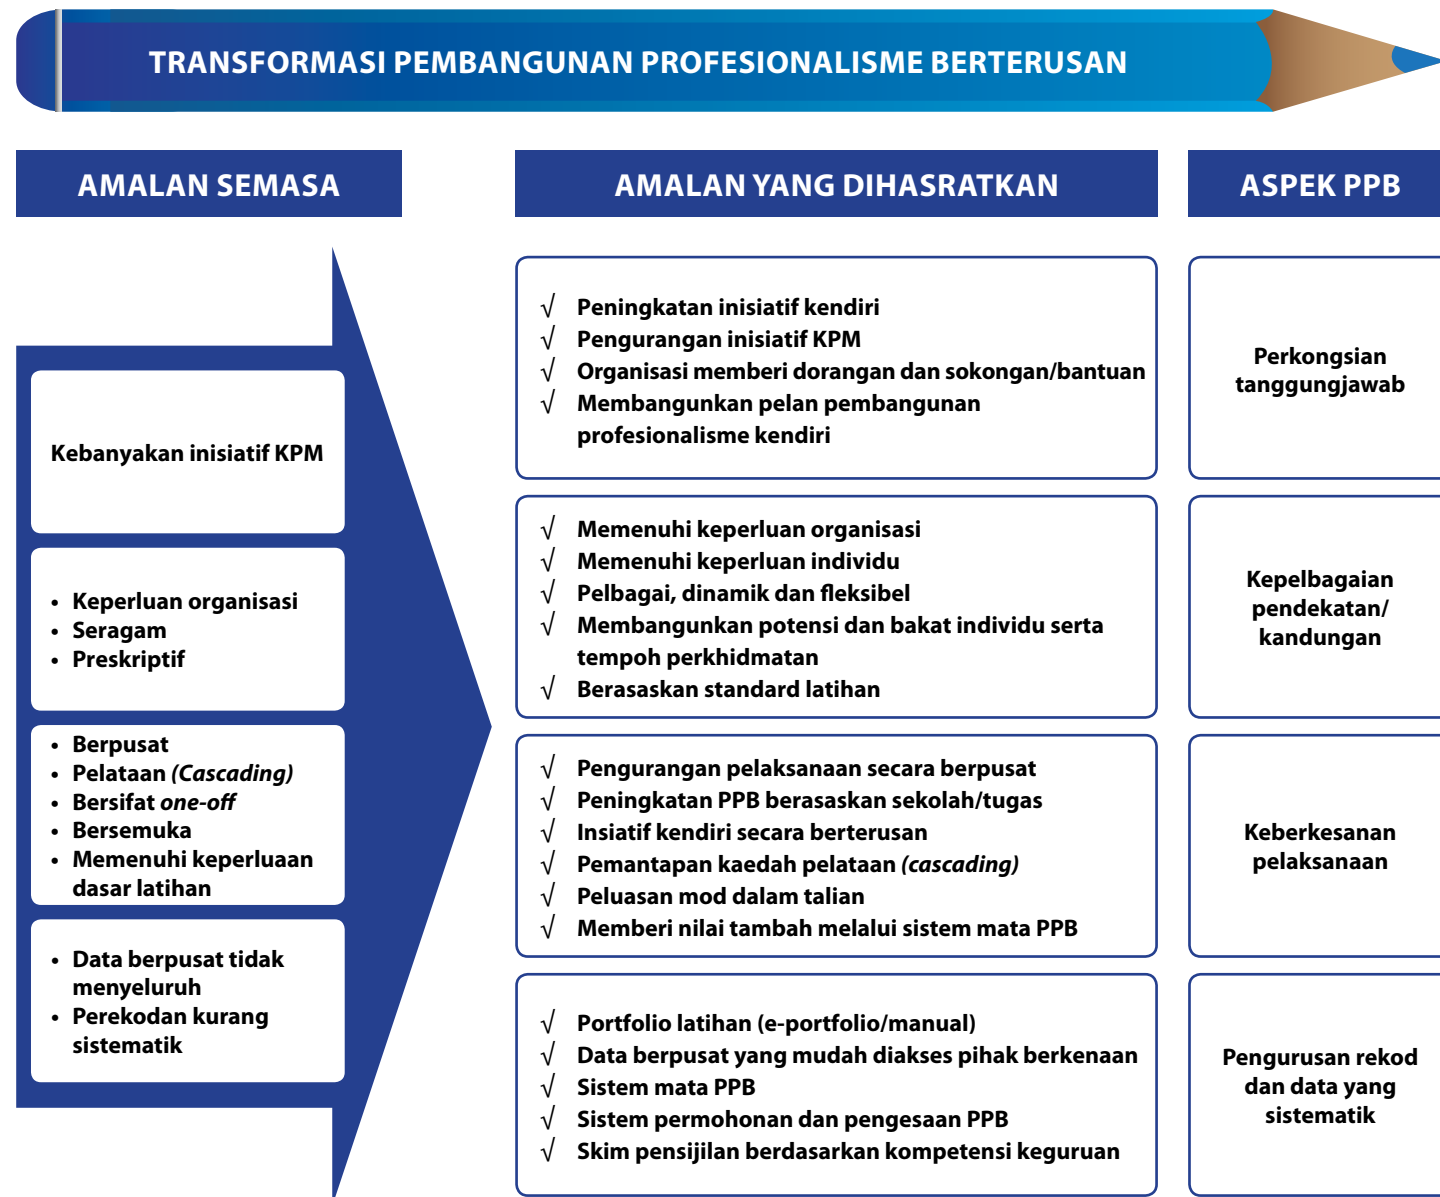 TRANSFORMASI PEMBANGUNAN PROFESIONALISME BERTERUSAN
AMALAN SEMASA
AMALAN YANG DIHASRATKAN
ASPEK PPB
Kebanyakan inisiatif KPM
√ Peningkatan inisiatif kendiri
√ Pengurangan inisiatif KPM
√ Organisasi memberi dorangan dan sokongan/bantuan
√ Membangunkan pelan pembangunan
profesionalisme kendiri
Perkongsian
tanggungjawab
• Keperluan organisasi
• Seragam
• Preskriptif
√ Memenuhi keperluan organisasi
√ Memenuhi keperluan individu
√ Pelbagai, dinamik dan fleksibel
√ Membangunkan potensi dan bakat individu serta
tempoh perkhidmatan
√ Berasaskan standard latihan
Kepelbagaian
pendekatan/
kandungan
• Berpusat
• Pelataan (Cascading)
• Bersifat one-off
• Bersemuka
• Memenuhi keperluaan
dasar latihan
√ Pengurangan pelaksanaan secara berpusat
√ Peningkatan PPB berasaskan sekolah/tugas
√ Insiatif kendiri secara berterusan
√ Pemantapan kaedah pelataan (cascading)
√ Peluasan mod dalam talian
√ Memberi nilai tambah melalui sistem mata PPB
Keberkesanan
pelaksanaan
• Data berpusat tidak
menyeluruh
• Perekodan kurang
sistematik
√ Portfolio latihan (e-portfolio/manual)
√ Data berpusat yang mudah diakses pihak berkenaan
√ Sistem mata PPB
√ Sistem permohonan dan pengesaan PPB
√ Skim pensijilan berdasarkan kompetensi keguruan
Pengurusan rekod
dan data yang
sistematik